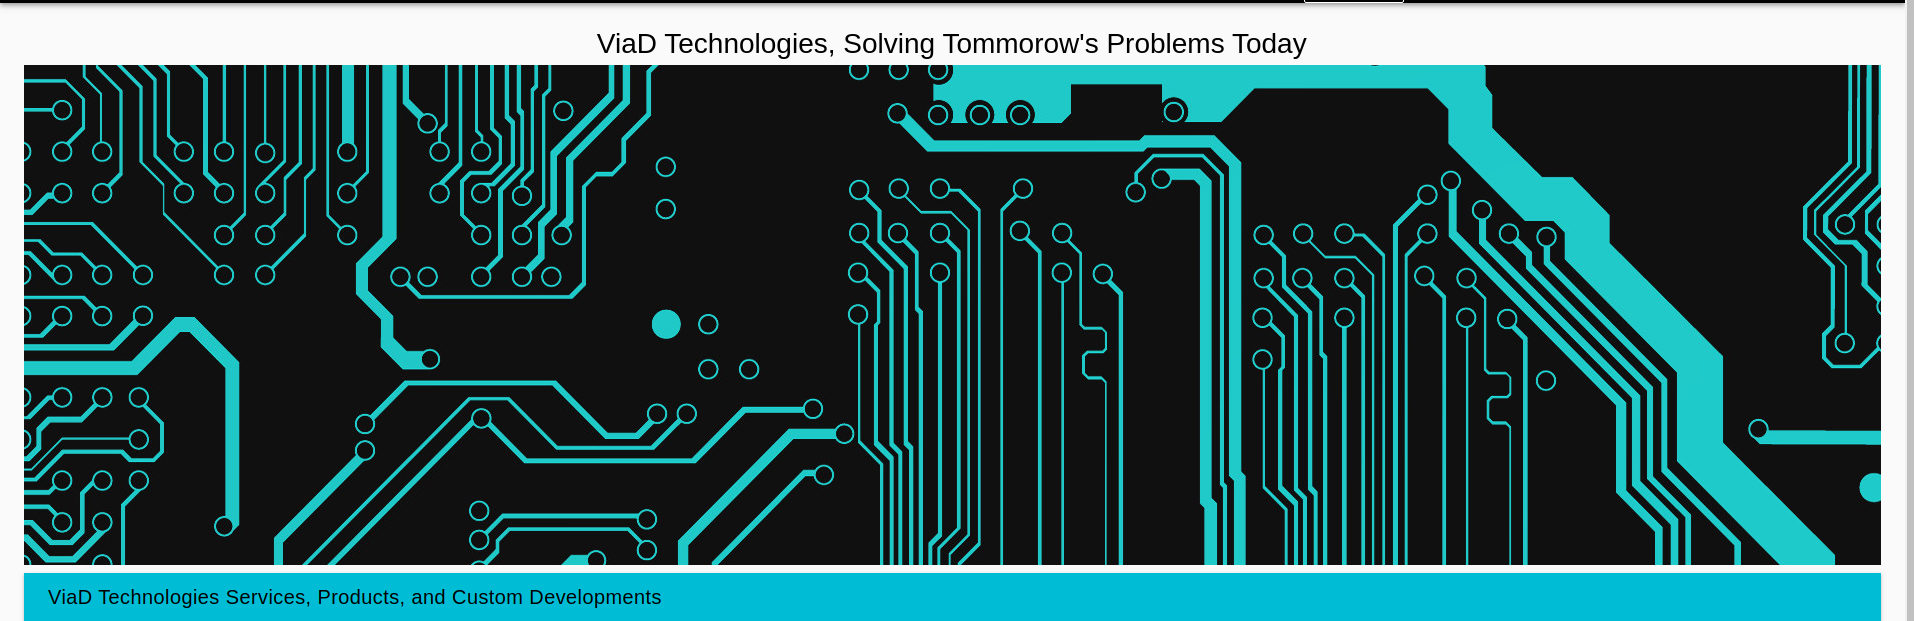 ViaD Technologies, Solving Tommorow's Problems Today
ViaD Technologies Services, Products, and Custom Developments